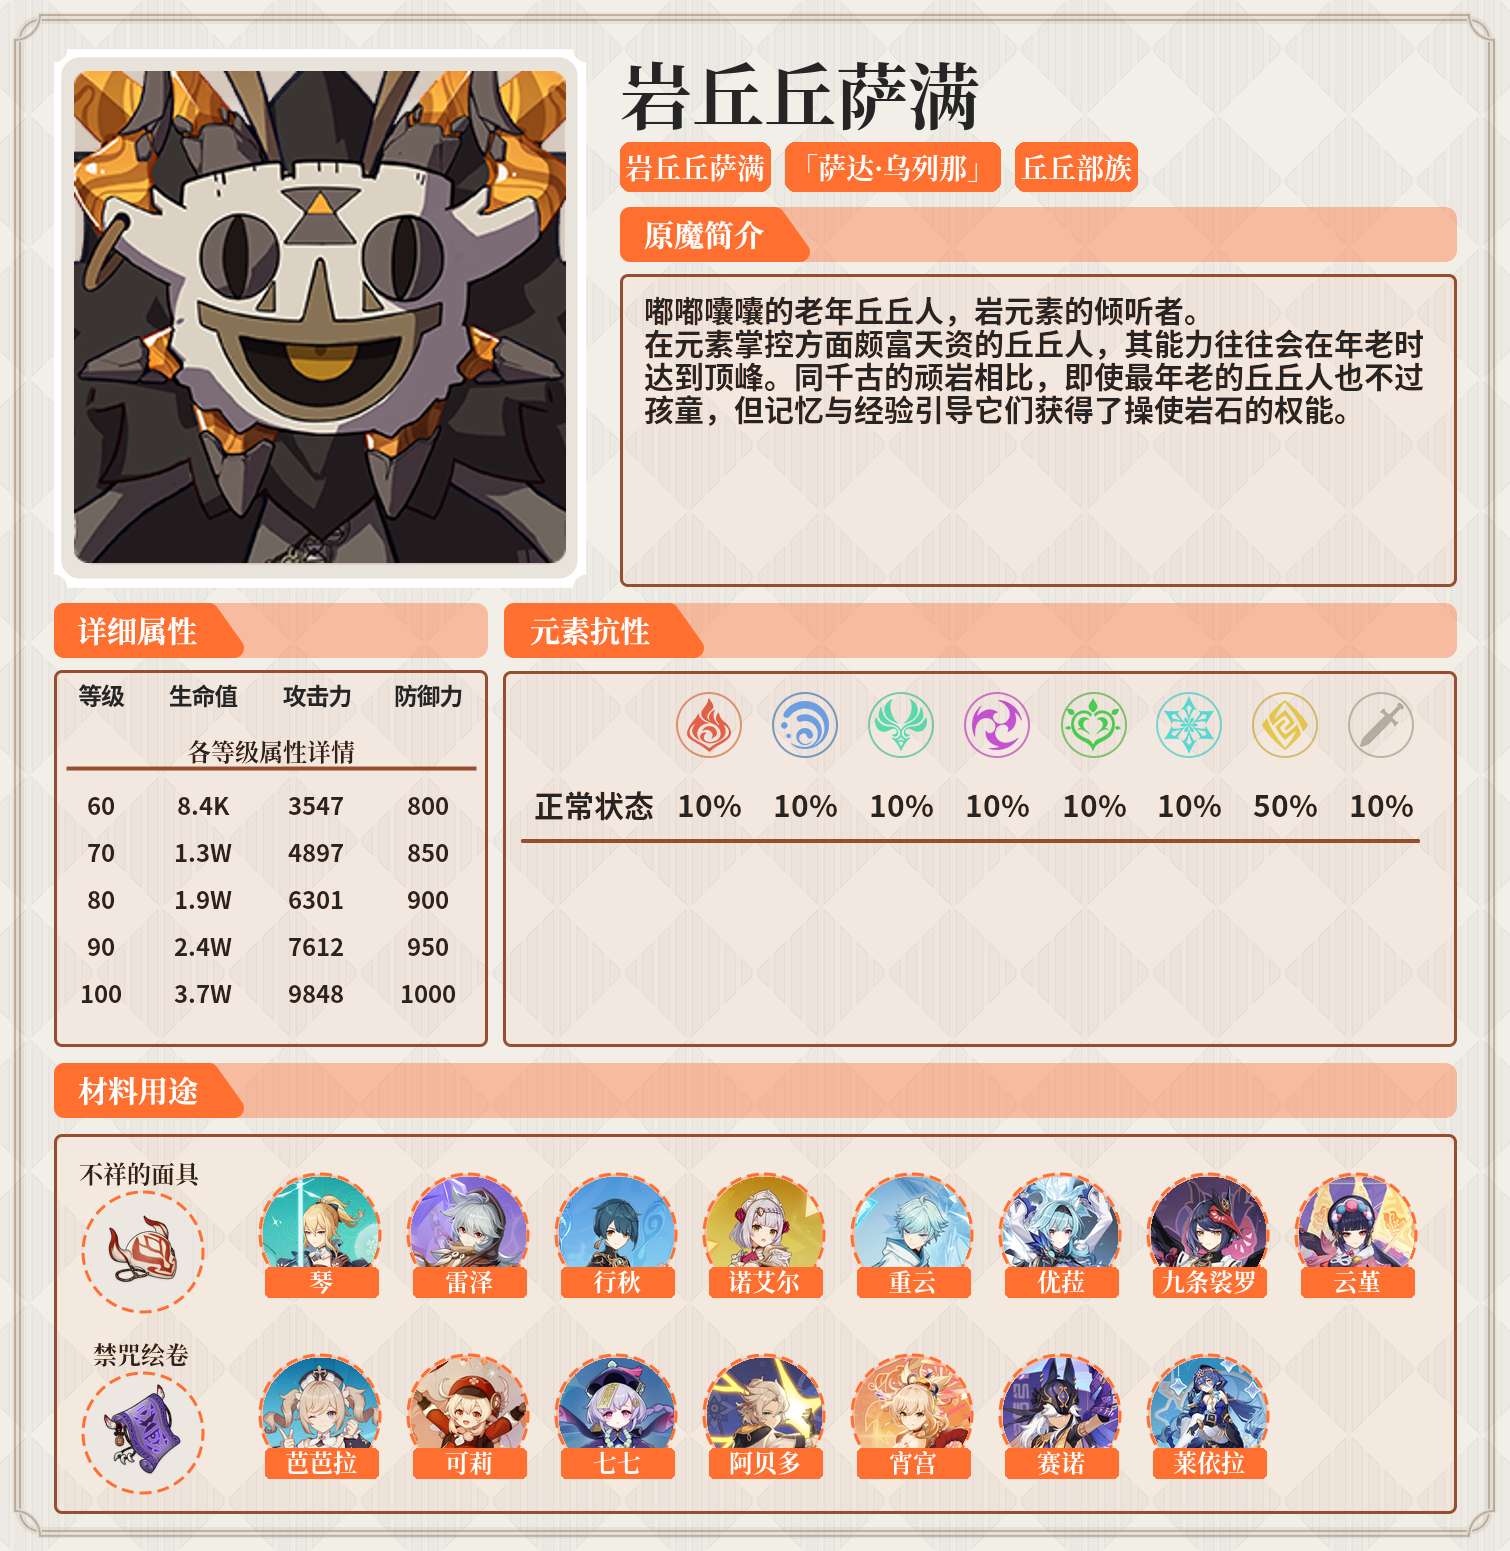 岩丘丘萨满
岩丘丘萨满 「萨达·乌列那」 丘丘部族
原魔简介
嘟嘟囔囔的老年丘丘人，岩元素的倾听者。
在元素掌控方面颇富天资的丘丘人，其能力往往会在年老时
达到顶峰。同千古的顽岩相比，即使最年老的丘丘人也不过
孩童，但记忆与经验引导它们获得了操使岩石的权能。
详细属性
等级 生命值 攻击力 防御力
各等级属性详情
60 8.4K 3547 800
70 1.3W 4897 850
80 1.9W 6301 900
90 2.4W 7612 950
100 3.7W 9848 1000
元素抗性
正常状态 10% 10% 10% 10% 10% 10% 50% 10%
材料用途
不祥的面具
琴 雷泽 行秋 诺艾尔 重云 优菈 九条裟罗 云堇
禁咒绘卷
芭芭拉 可莉 七七 阿贝多 宵宫 赛诺 莱依拉